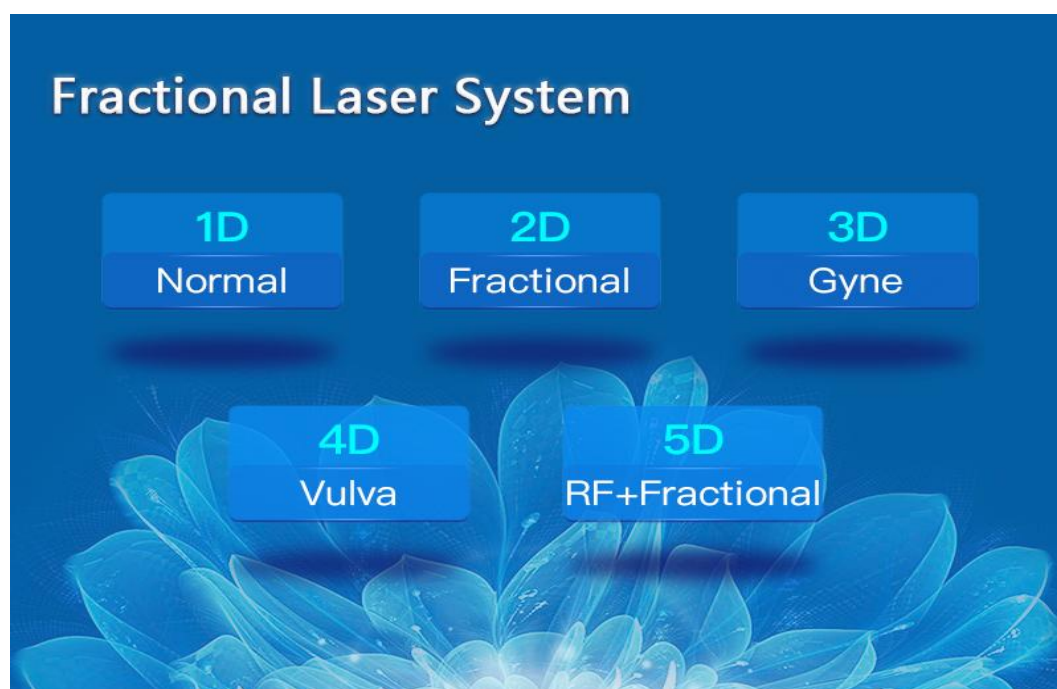 Fractional Laser System
1D
Normal
2D
Fractional
3D
Gyne
4D
Vulva
5D
RF+Fractional